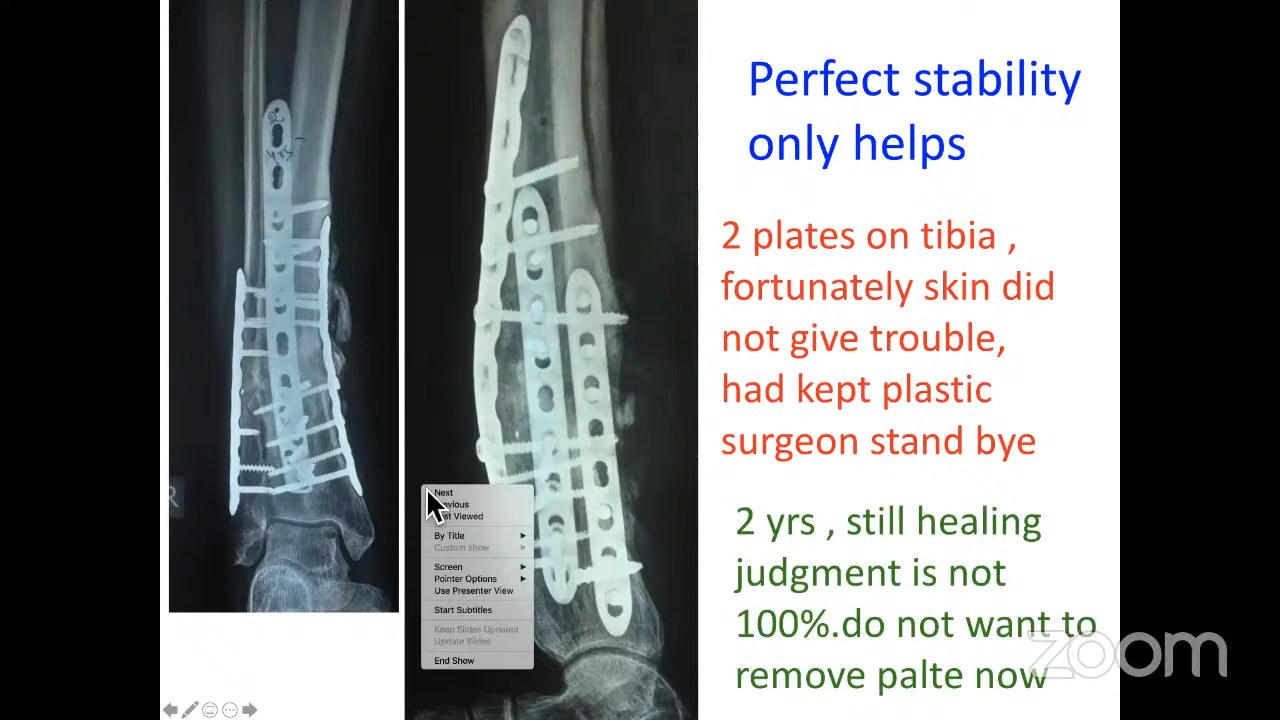 Perfect stability
only helps
2 plates on tibia ,
fortunately skin did
not give trouble,
had kept plastic
surgeon stand bye
2 yrs , still healing
judgment is not
100%.do not want to
remove palte now
zoom
R
Next
Viewed
By Title
Custom show
Screen
Pointer Options
Use Presenter View
Start Subtitles
Keep Slides Updated
Update Slides
End Show